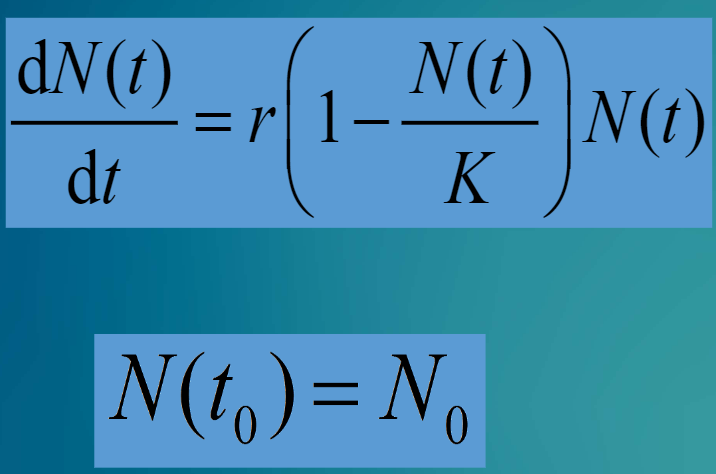 dN(t)/dt = r(1 − N(t)/K)N(t)
N(t₀) = N₀